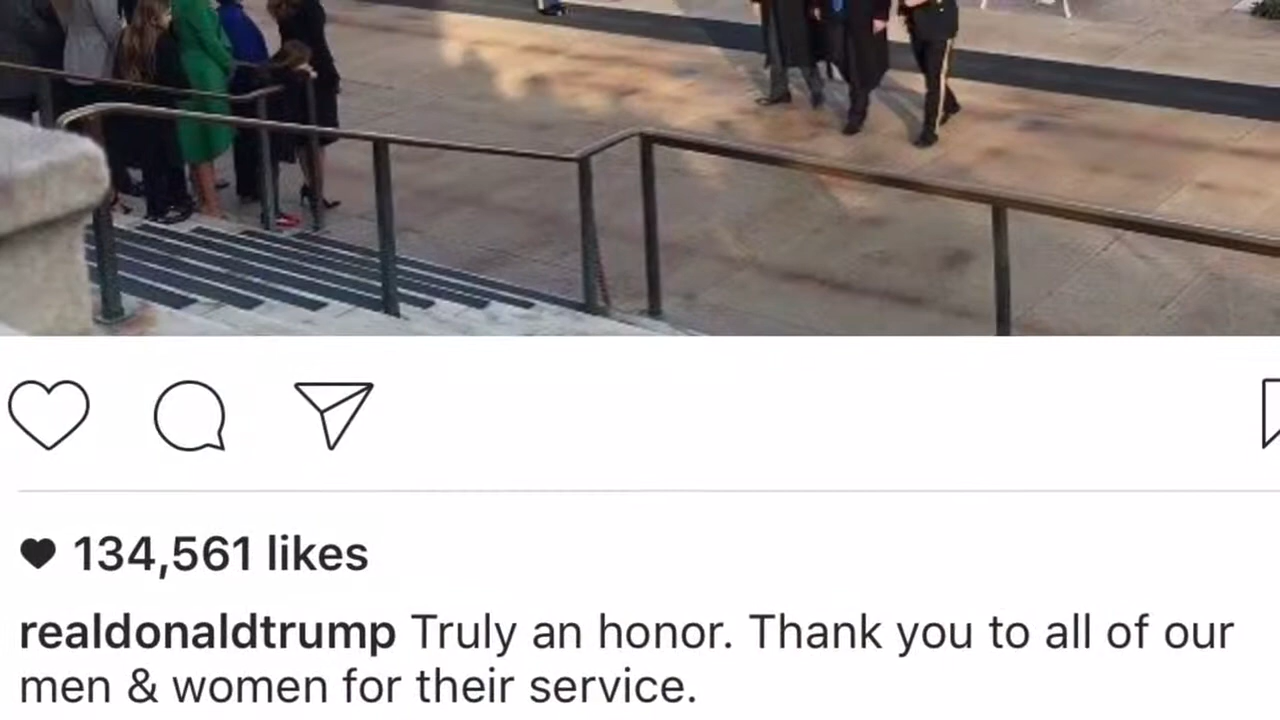 134,561 likes
realdonaldtrump Truly an honor. Thank you to all of our
men & women for their service.